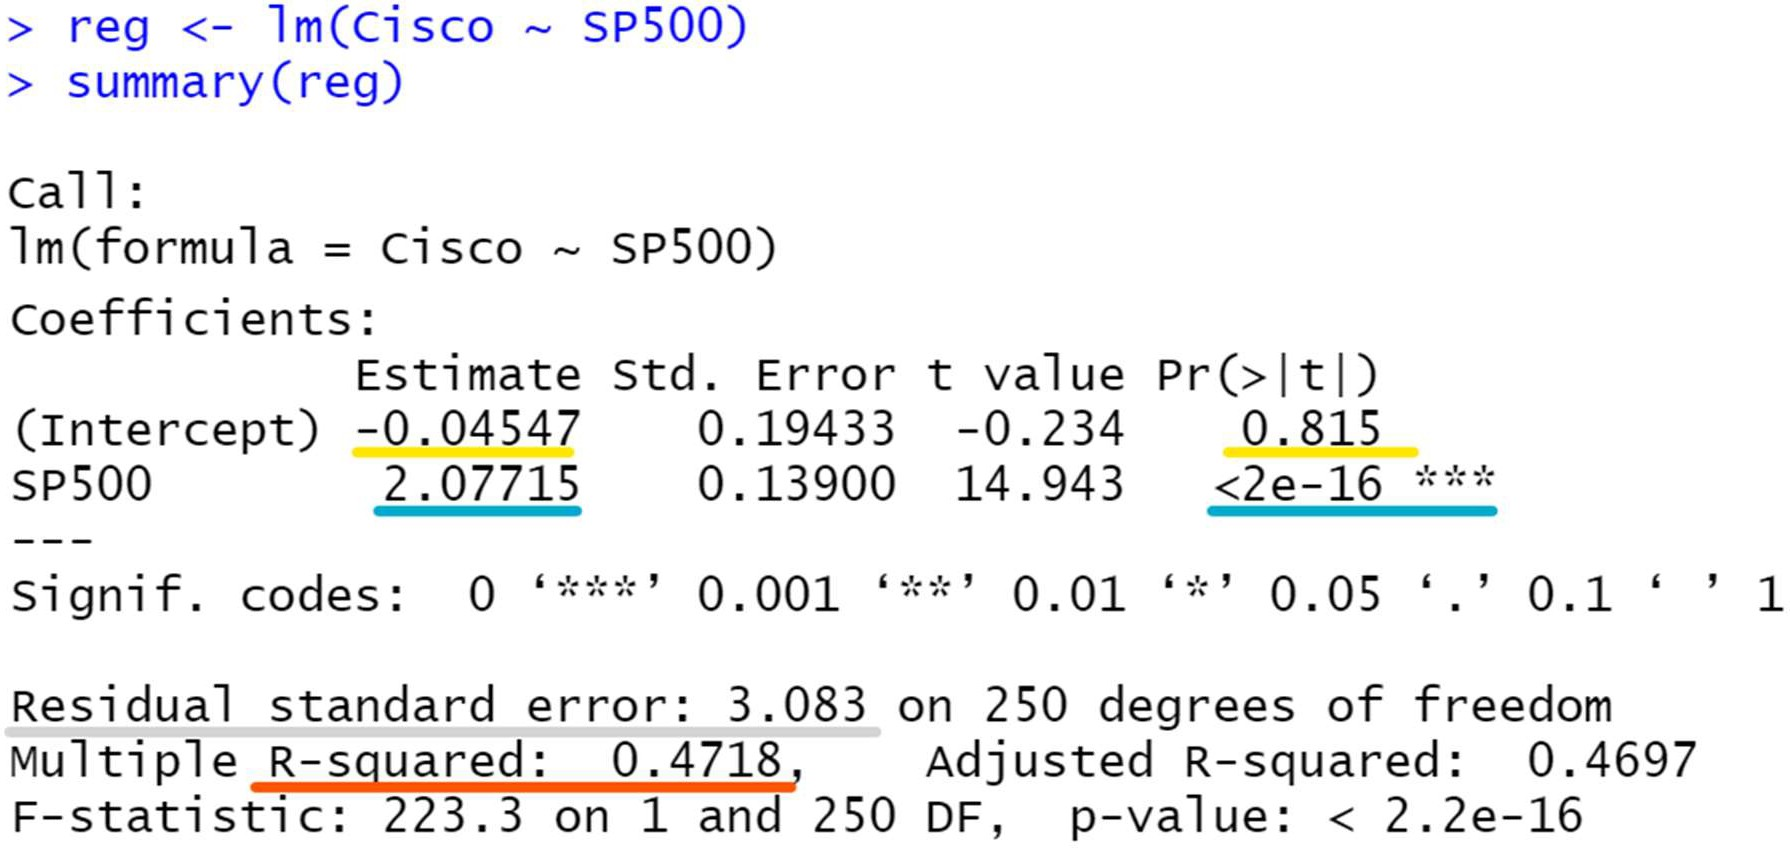 > reg <- lm(Cisco ~ SP500)
> summary(reg)
Call:
lm(formula = Cisco ~ SP500)
Coefficients:
Estimate Std. Error t value Pr(>|t|)
(Intercept) -0.04547 0.19433 -0.234 0.815
SP500 2.07715 0.13900 14.943 <2e-16 ***
---
Signif. codes: 0 ‘***’ 0.001 ‘**’ 0.01 ‘*’ 0.05 ‘.’ 0.1 ‘ ’ 1
Residual standard error: 3.083 on 250 degrees of freedom
Multiple R-squared: 0.4718, Adjusted R-squared: 0.4697
F-statistic: 223.3 on 1 and 250 DF, p-value: < 2.2e-16